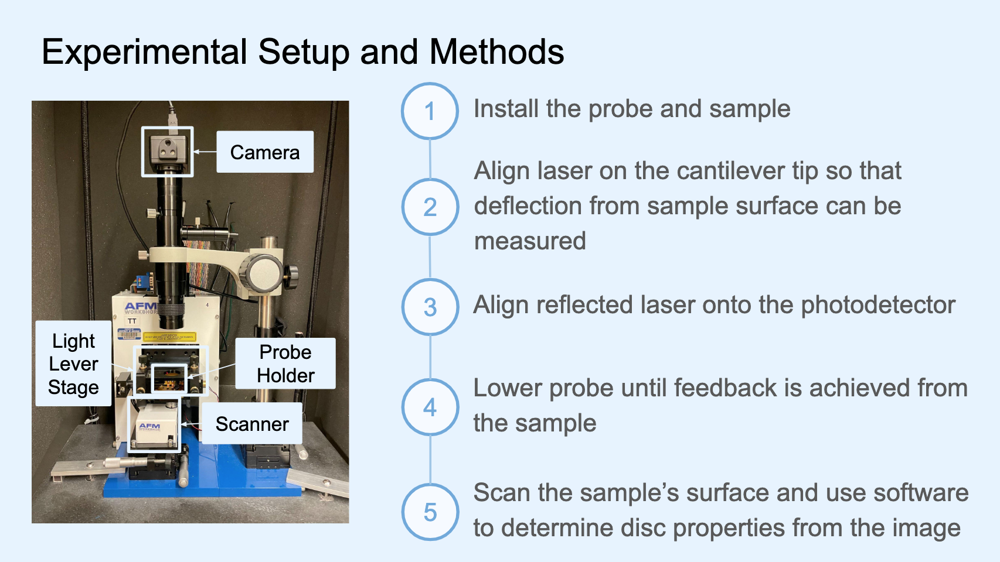 Experimental Setup and Methods
Camera
AFM
WORKSHOP
TT
4
Light
Lever
Stage
Probe
Holder
Scanner
AFM
WORKSHOP
1
Install the probe and sample
2
Align laser on the cantilever tip so that
deflection from sample surface can be
measured
3
Align reflected laser onto the photodetector
4
Lower probe until feedback is achieved from
the sample
5
Scan the sample’s surface and use software
to determine disc properties from the image